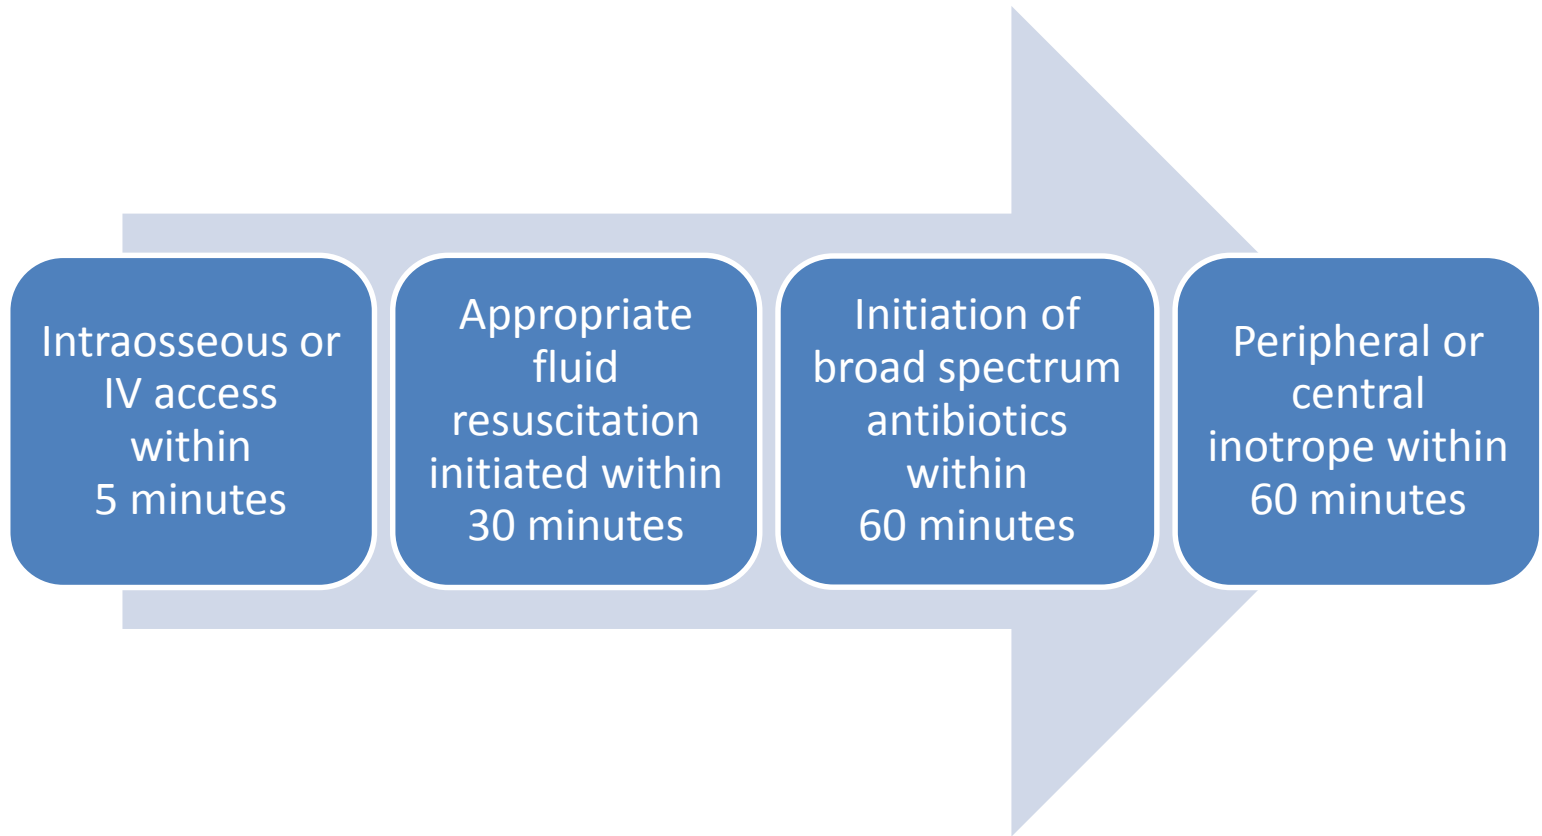 Intraosseous or
IV access
within
5 minutes
Appropriate
fluid
resuscitation
initiated within
30 minutes
Initiation of
broad spectrum
antibiotics
within
60 minutes
Peripheral or
central
inotrope within
60 minutes